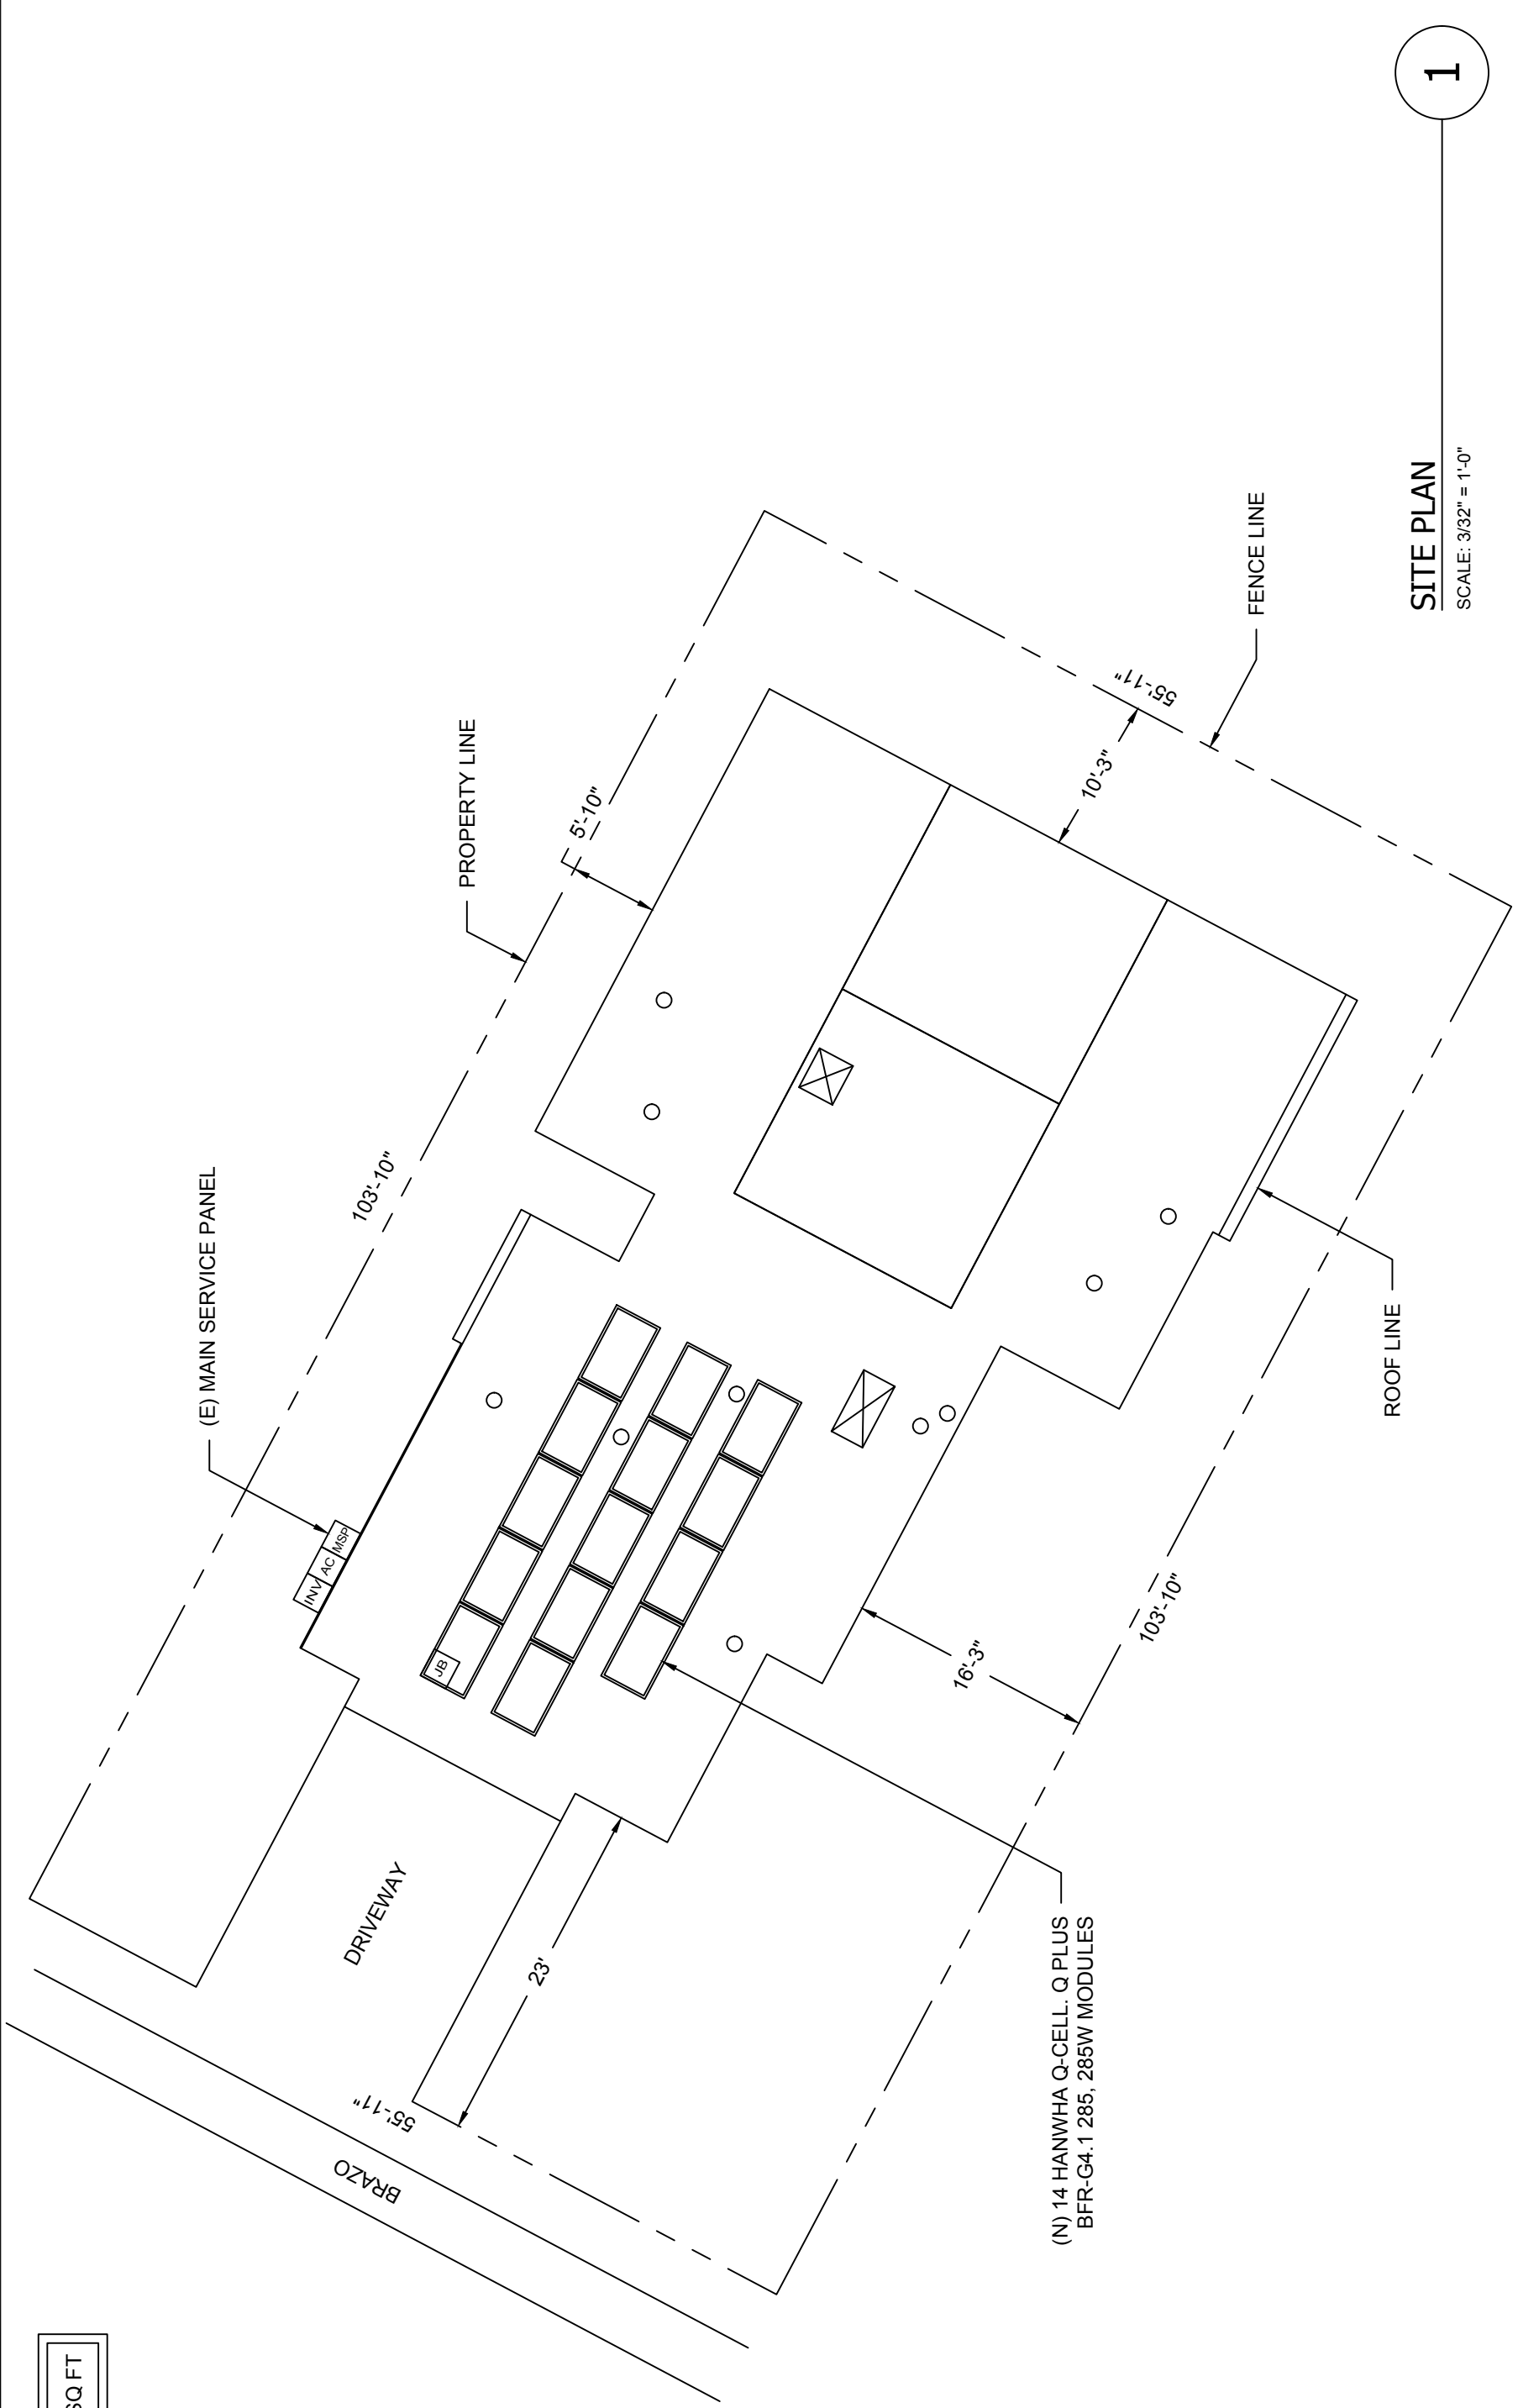 SQ FT
(E) MAIN SERVICE PANEL
PROPERTY LINE
103'-10"
5'-10"
INV
AC
MSP
JB
10'-3"
55'-11"
FENCE LINE
ROOF LINE
16'-3"
103'-10"
DRIVEWAY
23'
55'-11"
BRAZO
(N) 14 HANWHA Q-CELL. Q PLUS
BFR-G4.1 285, 285W MODULES
SITE PLAN
SCALE: 3/32" = 1'-0"
1